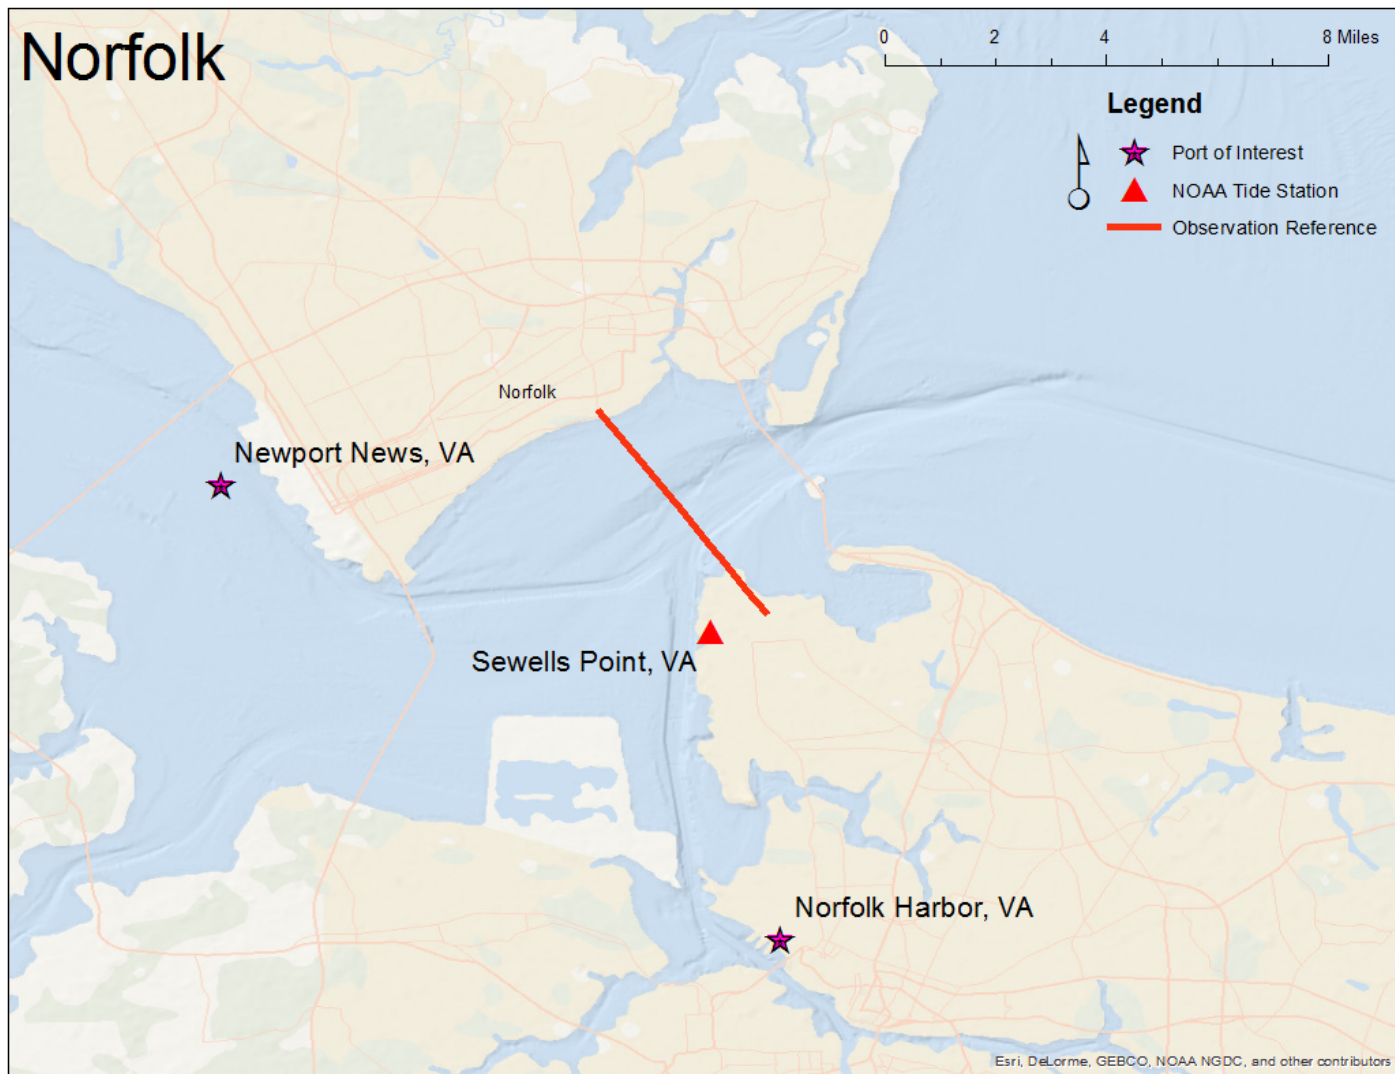 Norfolk
0 2 4 8 Miles
Legend
Port of Interest
NOAA Tide Station
Observation Reference
Norfolk
Newport News, VA
Sewells Point, VA
Norfolk Harbor, VA
Esri, DeLorme, GEBCO, NOAA NGDC, and other contributors